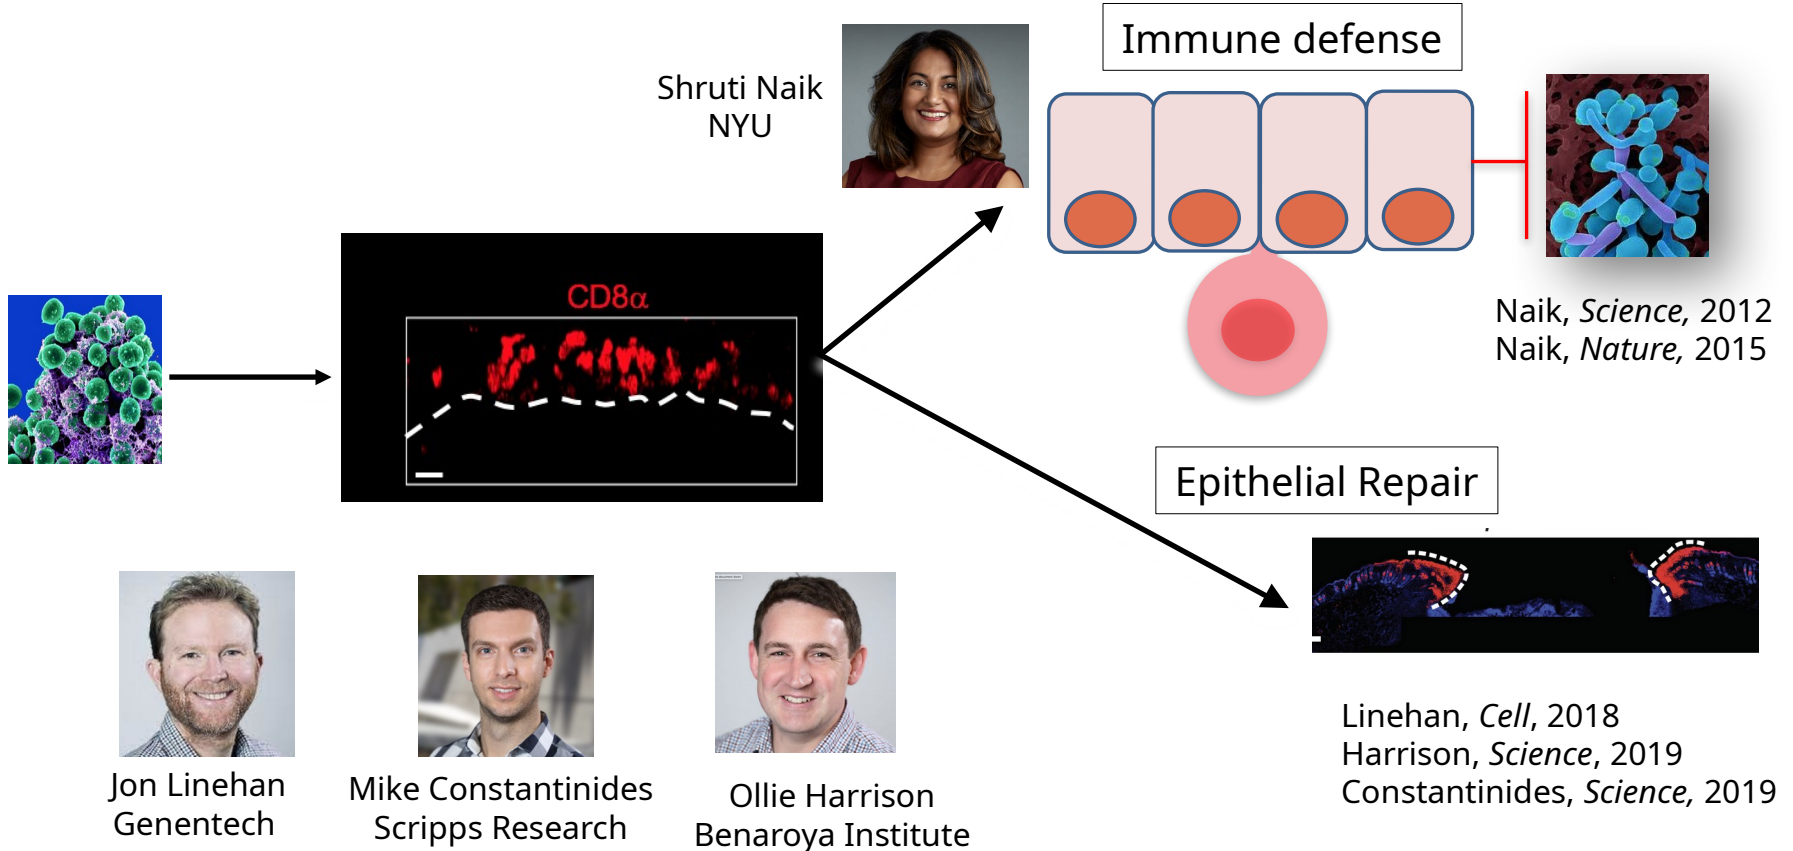 Immune defense
Shruti Naik
NYU
CD8α
Naik, Science, 2012
Naik, Nature, 2015
Epithelial Repair
Linehan, Cell, 2018
Harrison, Science, 2019
Constantinides, Science, 2019
Jon Linehan
Genentech
Mike Constantinides
Scripps Research
Ollie Harrison
Benaroya Institute